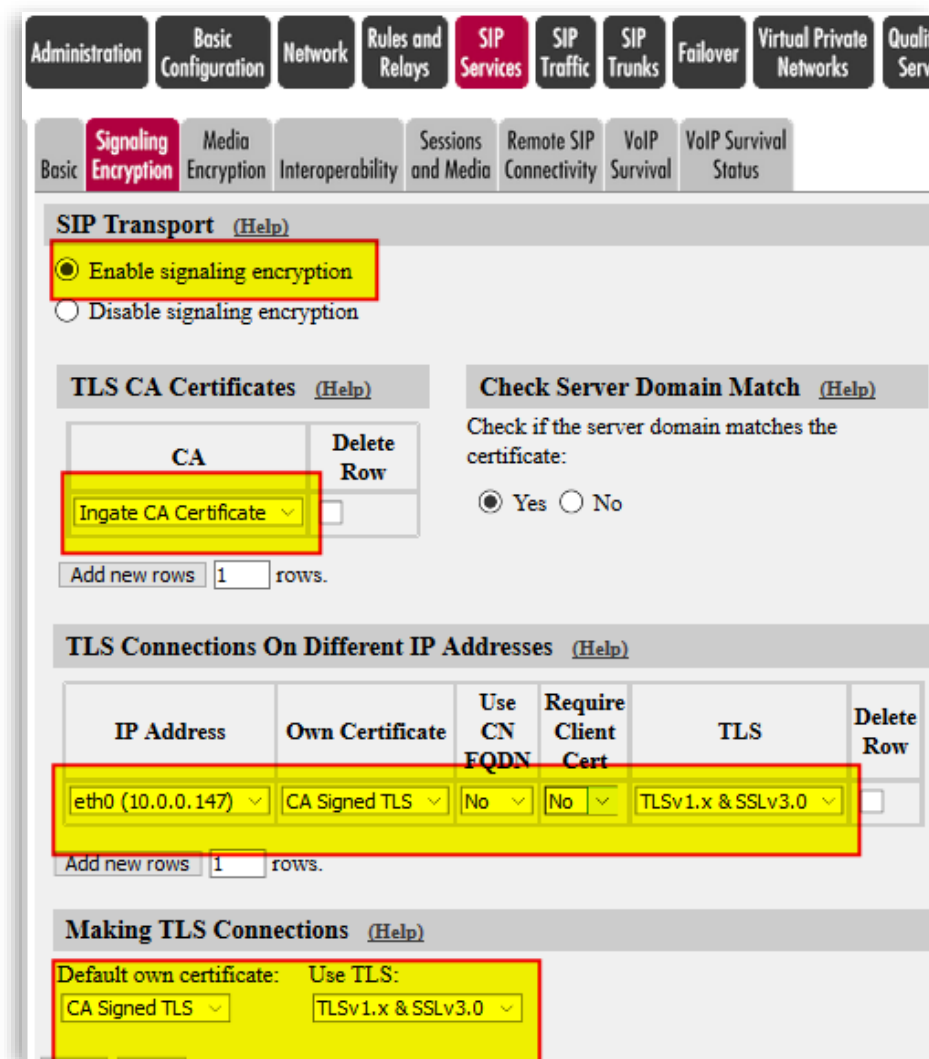 Administration
Basic Configuration
Network
Rules and Relays
SIP Services
SIP Traffic
SIP Trunks
Failover
Virtual Private Networks
Basic
Signaling Encryption
Media Encryption
Interoperability
Sessions and Media
Remote SIP Connectivity
VoIP Survival
VoIP Survival Status
SIP Transport (Help)
Enable signaling encryption
Disable signaling encryption
TLS CA Certificates (Help)
CA
Delete Row
Ingate CA Certificate
Add new rows 1 rows.
Check Server Domain Match (Help)
Check if the server domain matches the
certificate:
Yes No
TLS Connections On Different IP Addresses (Help)
IP Address
Own Certificate
Use CN FQDN
Require Client Cert
TLS
Delete Row
eth0 (10.0.0.147) CA Signed TLS No No TLSv1.x & SSLv3.0
Add new rows 1 rows.
Making TLS Connections (Help)
Default own certificate: Use TLS:
CA Signed TLS TLSv1.x & SSLv3.0